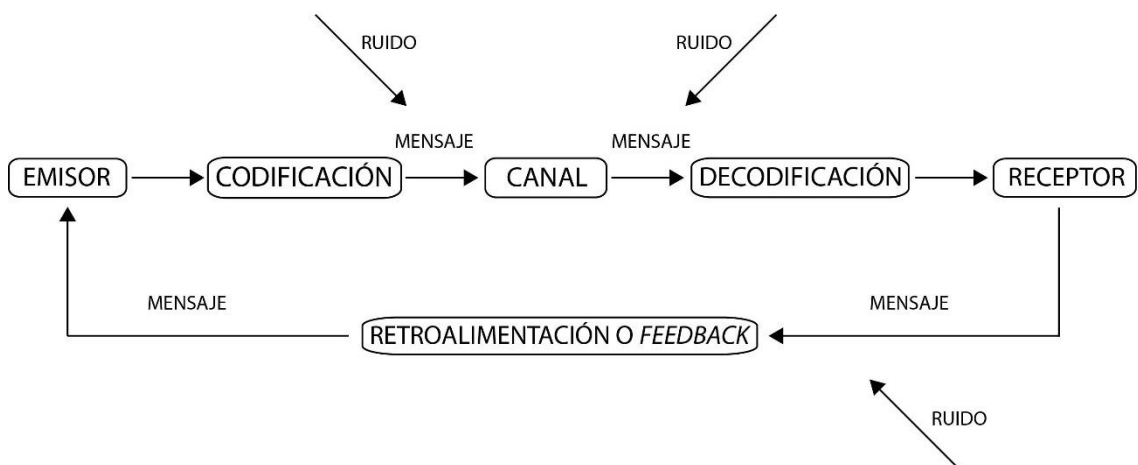 RUIDO
RUIDO
MENSAJE
MENSAJE
EMISOR
CODIFICACIÓN
CANAL
DECODIFICACIÓN
RECEPTOR
MENSAJE
MENSAJE
RETROALIMENTACIÓN O FEEDBACK
RUIDO